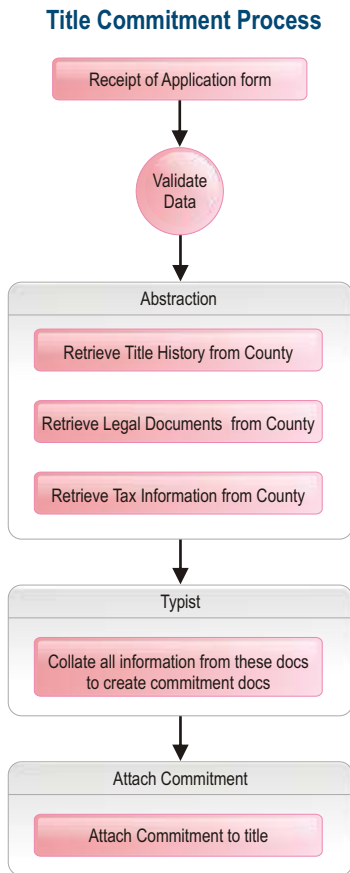 Title Commitment Process
Receipt of Application form
Validate
Data
Abstraction
Retrieve Title History from County
Retrieve Legal Documents from County
Retrieve Tax Information from County
Typist
Collate all information from these docs
to create commitment docs
Attach Commitment
Attach Commitment to title